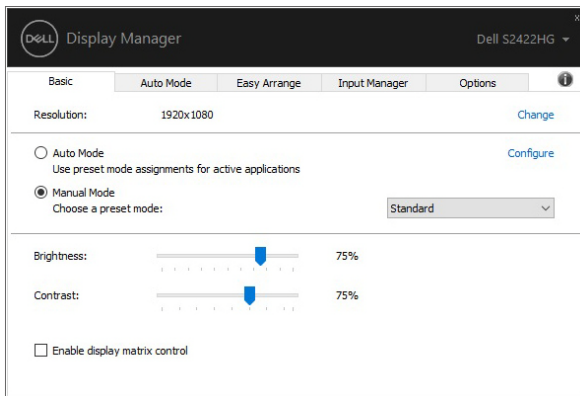 DELL Display Manager
Dell S2422HG
Basic
Auto Mode
Easy Arrange
Input Manager
Options
Resolution: 1920x1080 Change
Auto Mode Configure
Use preset mode assignments for active applications
Manual Mode
Choose a preset mode: Standard
Brightness: 75%
Contrast: 75%
Enable display matrix control